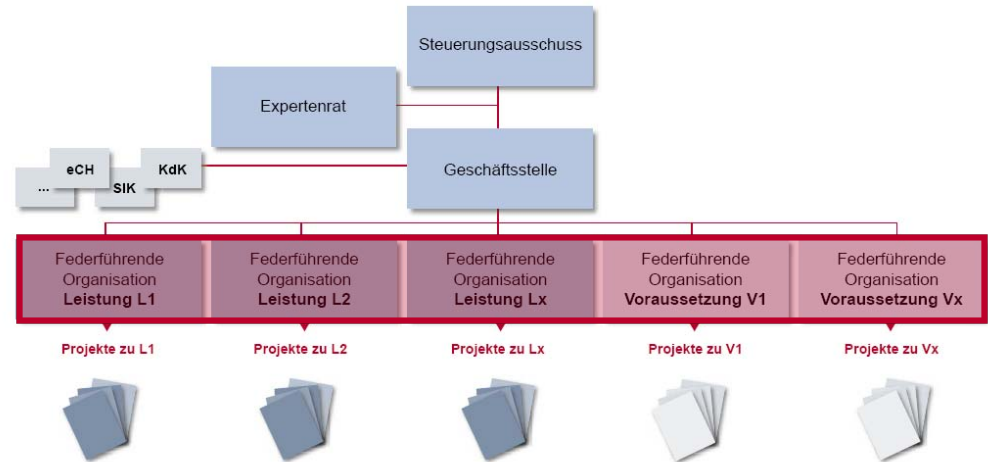 Steuerungsausschuss
Expertenrat
Geschäftsstelle
eCH
KdK
...
SIK
Federführende
Organisation
Leistung L1
Federführende
Organisation
Leistung L2
Federführende
Organisation
Leistung Lx
Federführende
Organisation
Voraussetzung V1
Federführende
Organisation
Voraussetzung Vx
Projekte zu L1
Projekte zu L2
Projekte zu Lx
Projekte zu V1
Projekte zu Vx